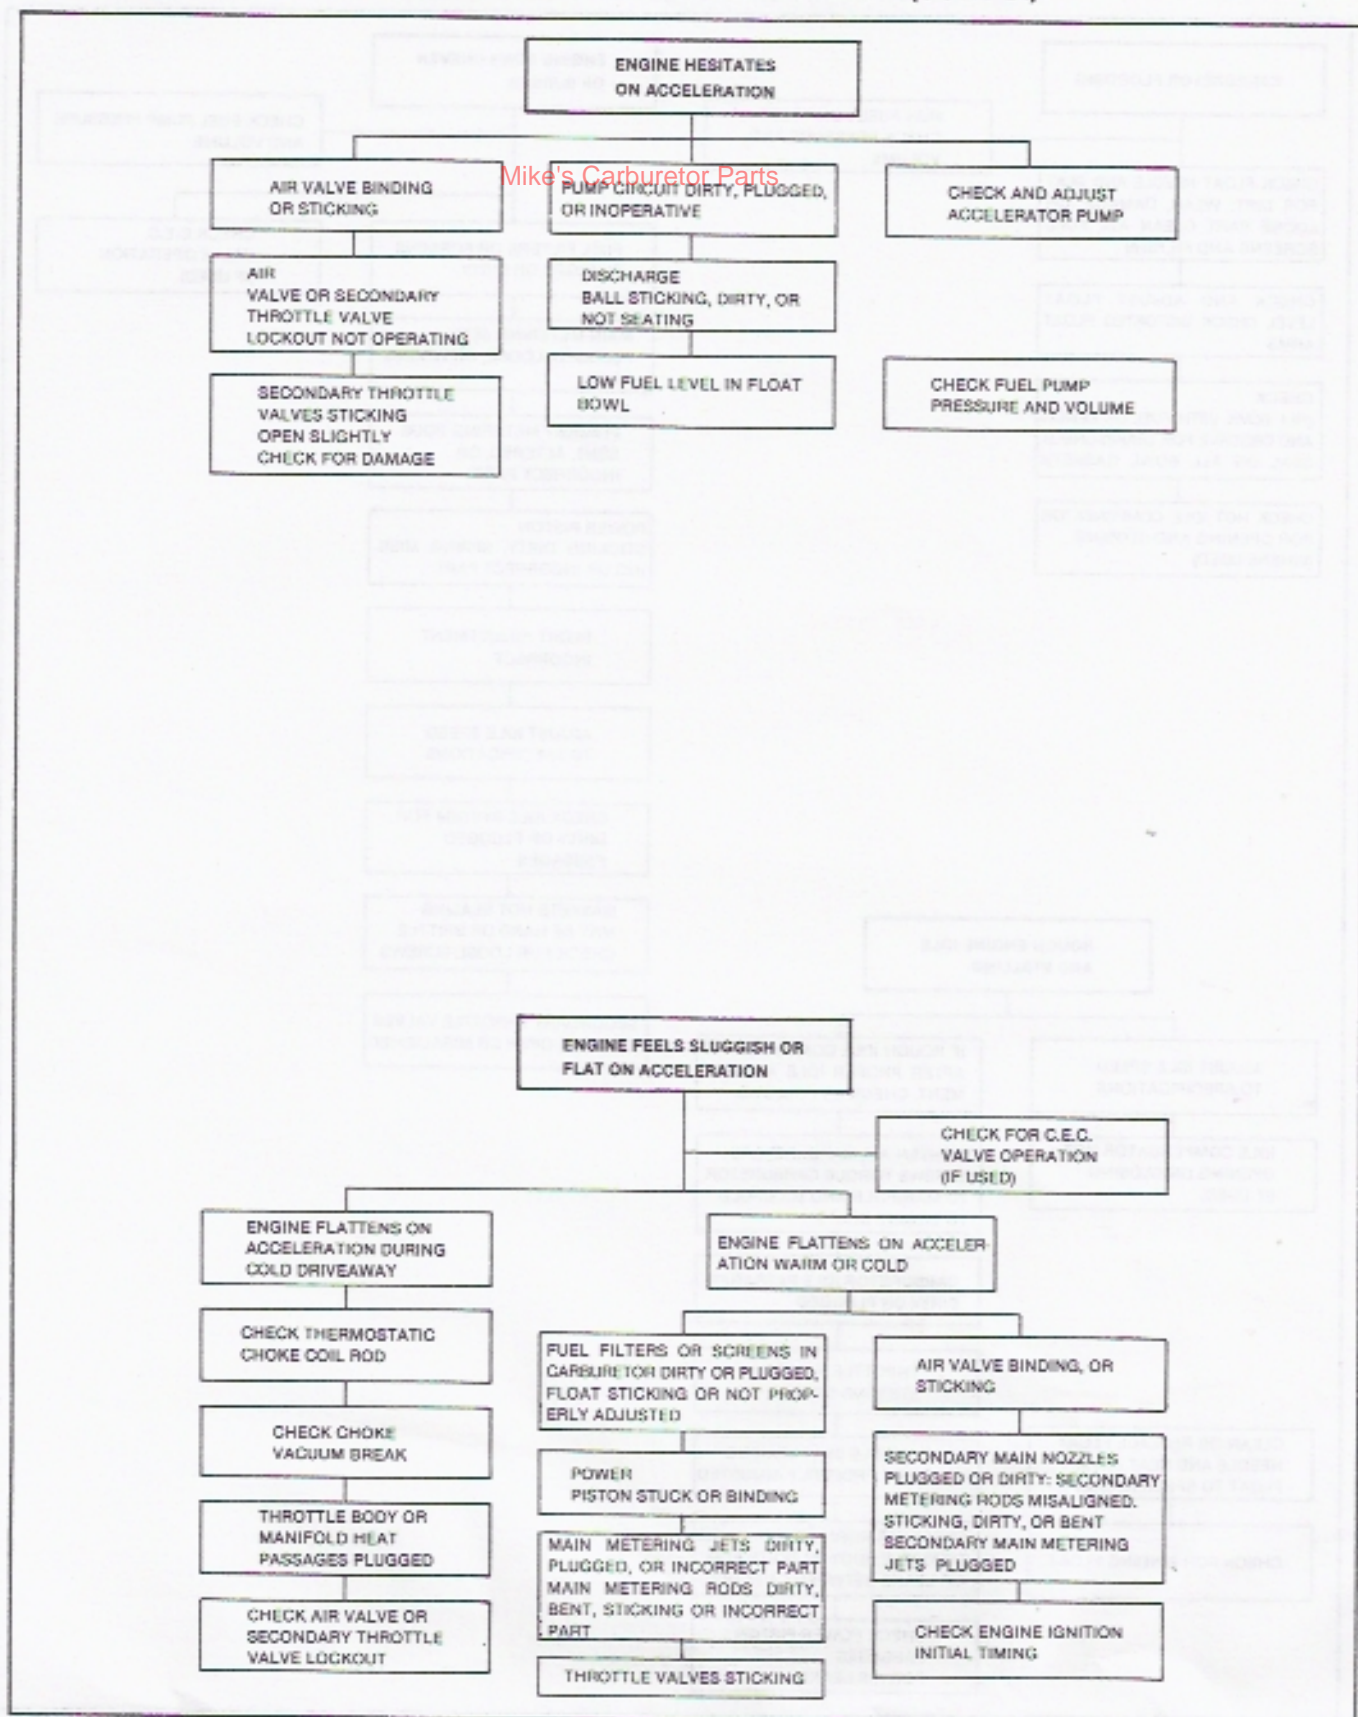 ENGINE HESITATES
ON ACCELERATION
Mike's Carburetor Parts
AIR VALVE BINDING
OR STICKING
PUMP CIRCUIT DIRTY, PLUGGED,
OR INOPERATIVE
CHECK AND ADJUST
ACCELERATOR PUMP
AIR
VALVE OR SECONDARY
THROTTLE VALVE
LOCKOUT NOT OPERATING
DISCHARGE
BALL STICKING, DIRTY, OR
NOT SEATING
SECONDARY THROTTLE
VALVES STICKING
OPEN SLIGHTLY
CHECK FOR DAMAGE
LOW FUEL LEVEL IN FLOAT
BOWL
CHECK FUEL PUMP
PRESSURE AND VOLUME
ENGINE FEELS SLUGGISH OR
FLAT ON ACCELERATION
CHECK FOR C.E.C.
VALVE OPERATION
(IF USED)
ENGINE FLATTENS ON
ACCELERATION DURING
COLD DRIVEAWAY
CHECK THERMOSTATIC
CHOKE COIL ROD
CHECK CHOKE
VACUUM BREAK
THROTTLE BODY OR
MANIFOLD HEAT
PASSAGES PLUGGED
CHECK AIR VALVE OR
SECONDARY THROTTLE
VALVE LOCKOUT
ENGINE FLATTENS ON ACCELER-
ATION WARM OR COLD
FUEL FILTERS OR SCREENS IN
CARBURETOR DIRTY OR PLUGGED,
FLOAT STICKING OR NOT PROP-
ERLY ADJUSTED
POWER
PISTON STUCK OR BINDING
MAIN METERING JETS DIRTY,
PLUGGED, OR INCORRECT PART
MAIN METERING RODS DIRTY,
BENT, STICKING OR INCORRECT
PART
THROTTLE VALVES STICKING
AIR VALVE BINDING, OR
STICKING
SECONDARY MAIN NOZZLES
PLUGGED OR DIRTY: SECONDARY
METERING RODS MISALIGNED.
STICKING, DIRTY, OR BENT
SECONDARY MAIN METERING
JETS PLUGGED
CHECK ENGINE IGNITION
INITIAL TIMING